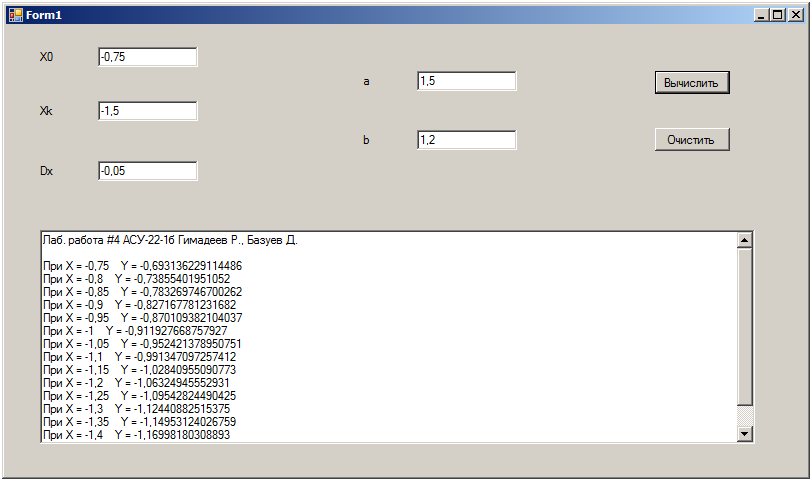 Form1
X0 -0,75
a 1,5 Вычислить
Xk -1,5
b 1,2 Очистить
Dx -0,05
Лаб. работа #4 АСУ-22-1б Гимадеев Р., Базуев Д.
При X = -0,75 Y = -0,693136229114486
При X = -0,8 Y = -0,73855401951052
При X = -0,85 Y = -0,783269746700262
При X = -0,9 Y = -0,827167781231682
При X = -0,95 Y = -0,870109382104037
При X = -1 Y = -0,911927668757927
При X = -1,05 Y = -0,952421378950751
При X = -1,1 Y = -0,991347097257412
При X = -1,15 Y = -1,02840955090773
При X = -1,2 Y = -1,06324945552931
При X = -1,25 Y = -1,09542824490425
При X = -1,3 Y = -1,12440882515375
При X = -1,35 Y = -1,14953124026759
При X = -1,4 Y = -1,16998180308893